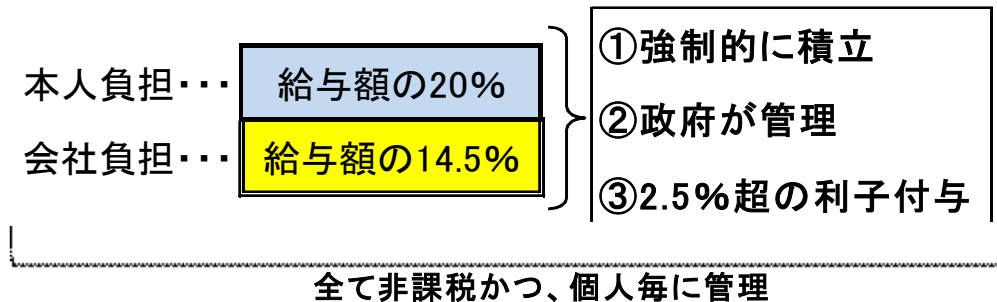 本人負担･･･ 給与額の20%
会社負担･･･ 給与額の14.5%
①強制的に積立
②政府が管理
③2.5%超の利子付与
全て非課税かつ、個人毎に管理